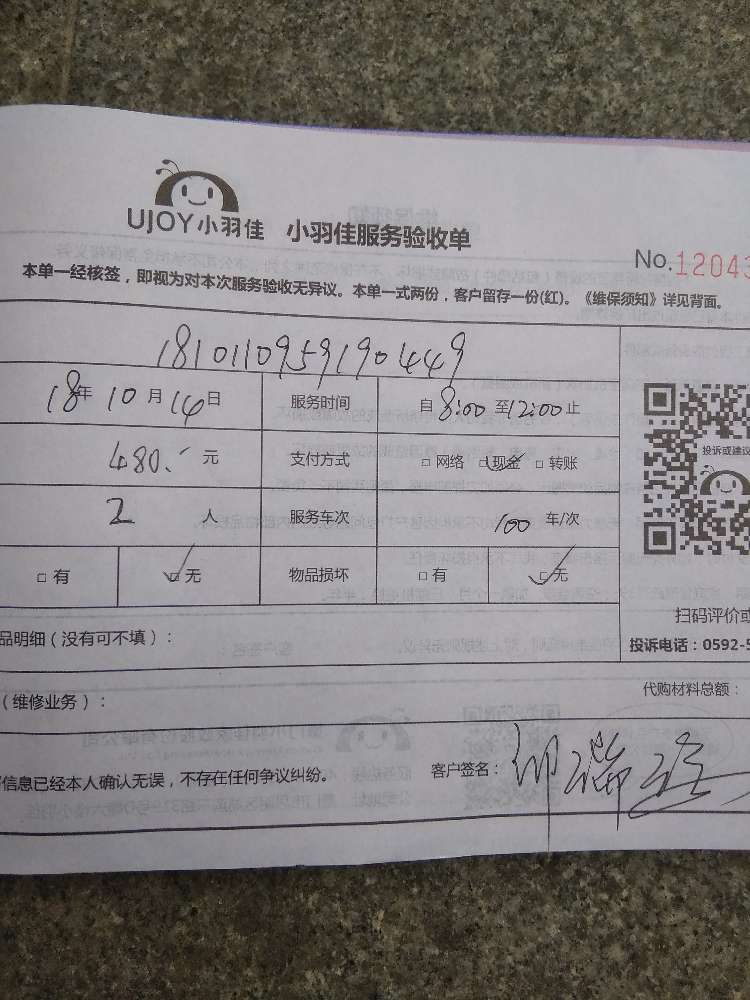 UJOY小羽佳 小羽佳服务验收单
No.12043
本单一经核签，即视为对本次服务验收无异议。本单一式两份，客户留存一份(红)。《维保须知》详见背面。
18年10月14日 服务时间 自8:00至12:00止
480.- 元 支付方式 □网络 ☑现金 □转账
投诉或建议
2 人 服务车次 100 车/次
□有 ☑无 物品损坏 □有 ☑无
扫码评价或
品明细（没有可不填）：
投诉电话：0592-5
代购材料总额：
（维修业务）：
信息已经本人确认无误，不存在任何争议纠纷。 客户签名：